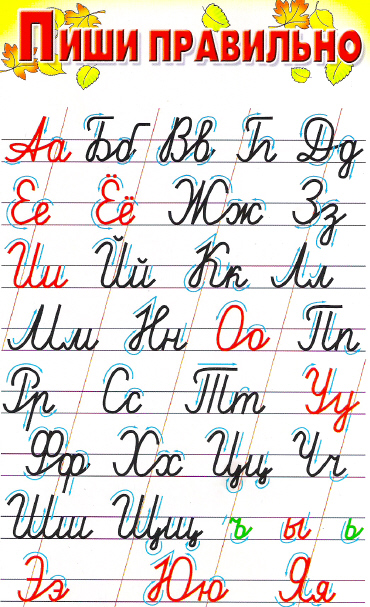 Пиши правильно
Аа Бб Вв Гг Дд
Ее Ёё Жж Зз
Ии Йй Кк Лл
Мм Нн Оо Пп
Рр Сс Тт Уу
Фф Хх Цц Чч
Шш Щщ ъ ы ь
Ээ Юю Яя